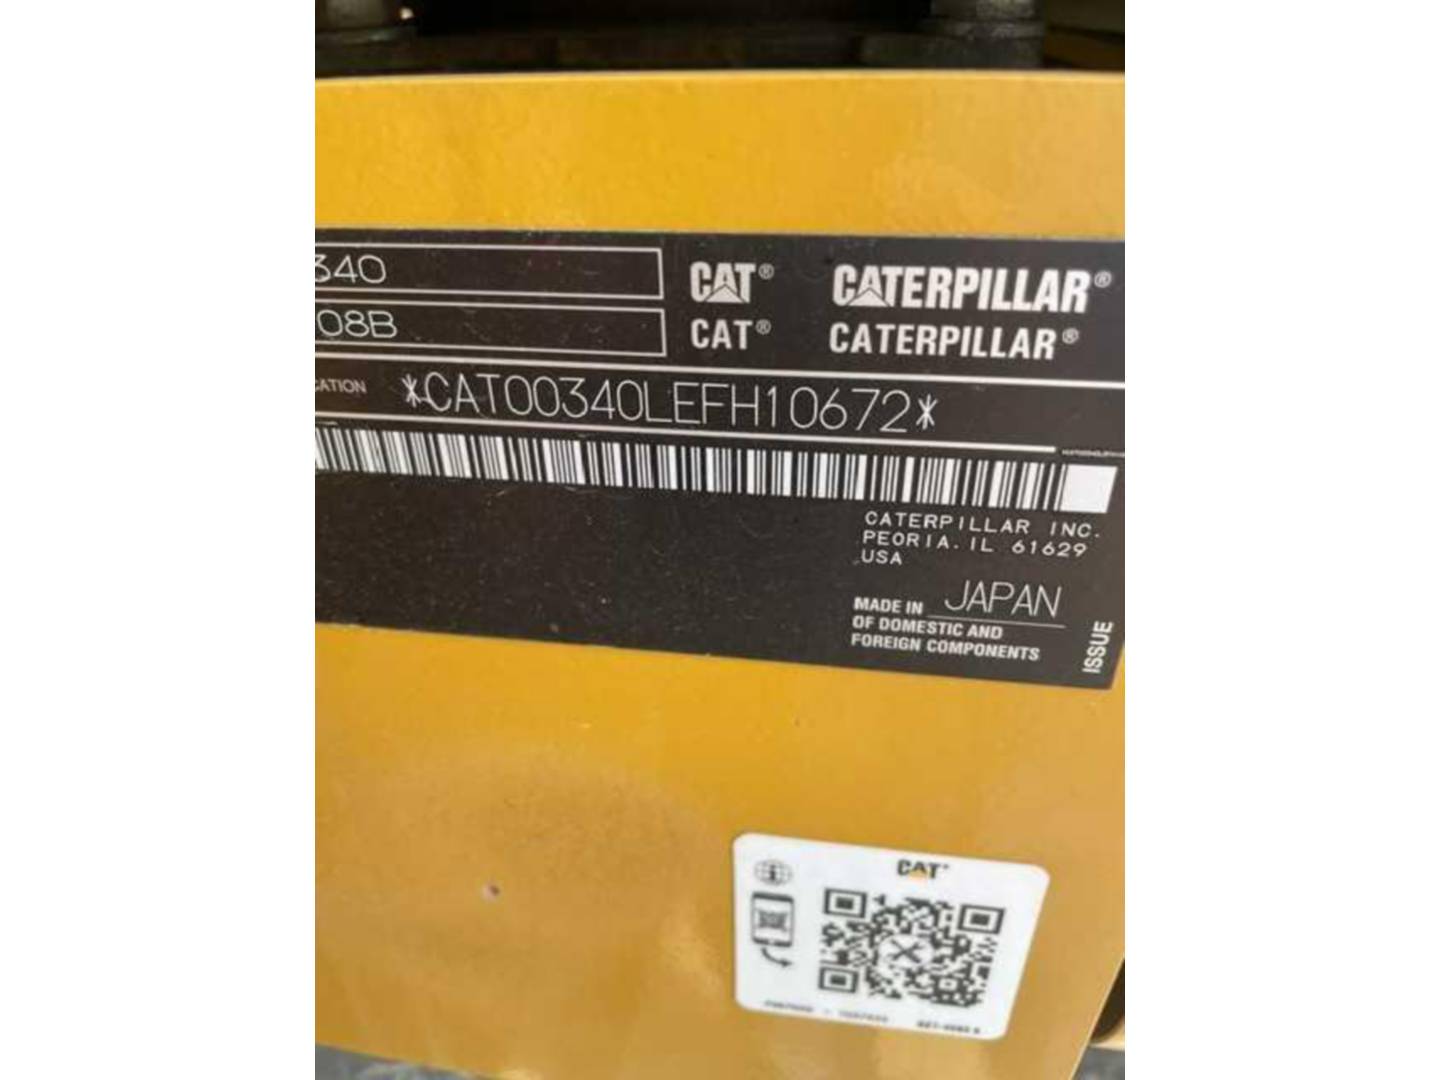 340
CAT® CATERPILLAR®
08B
CAT® CATERPILLAR®
CATION *CAT00340LEFH10672*
CATERPILLAR INC.
PEORIA. IL 61629
USA
MADE IN JAPAN
OF DOMESTIC AND
FOREIGN COMPONENTS
ISSUE
CAT®